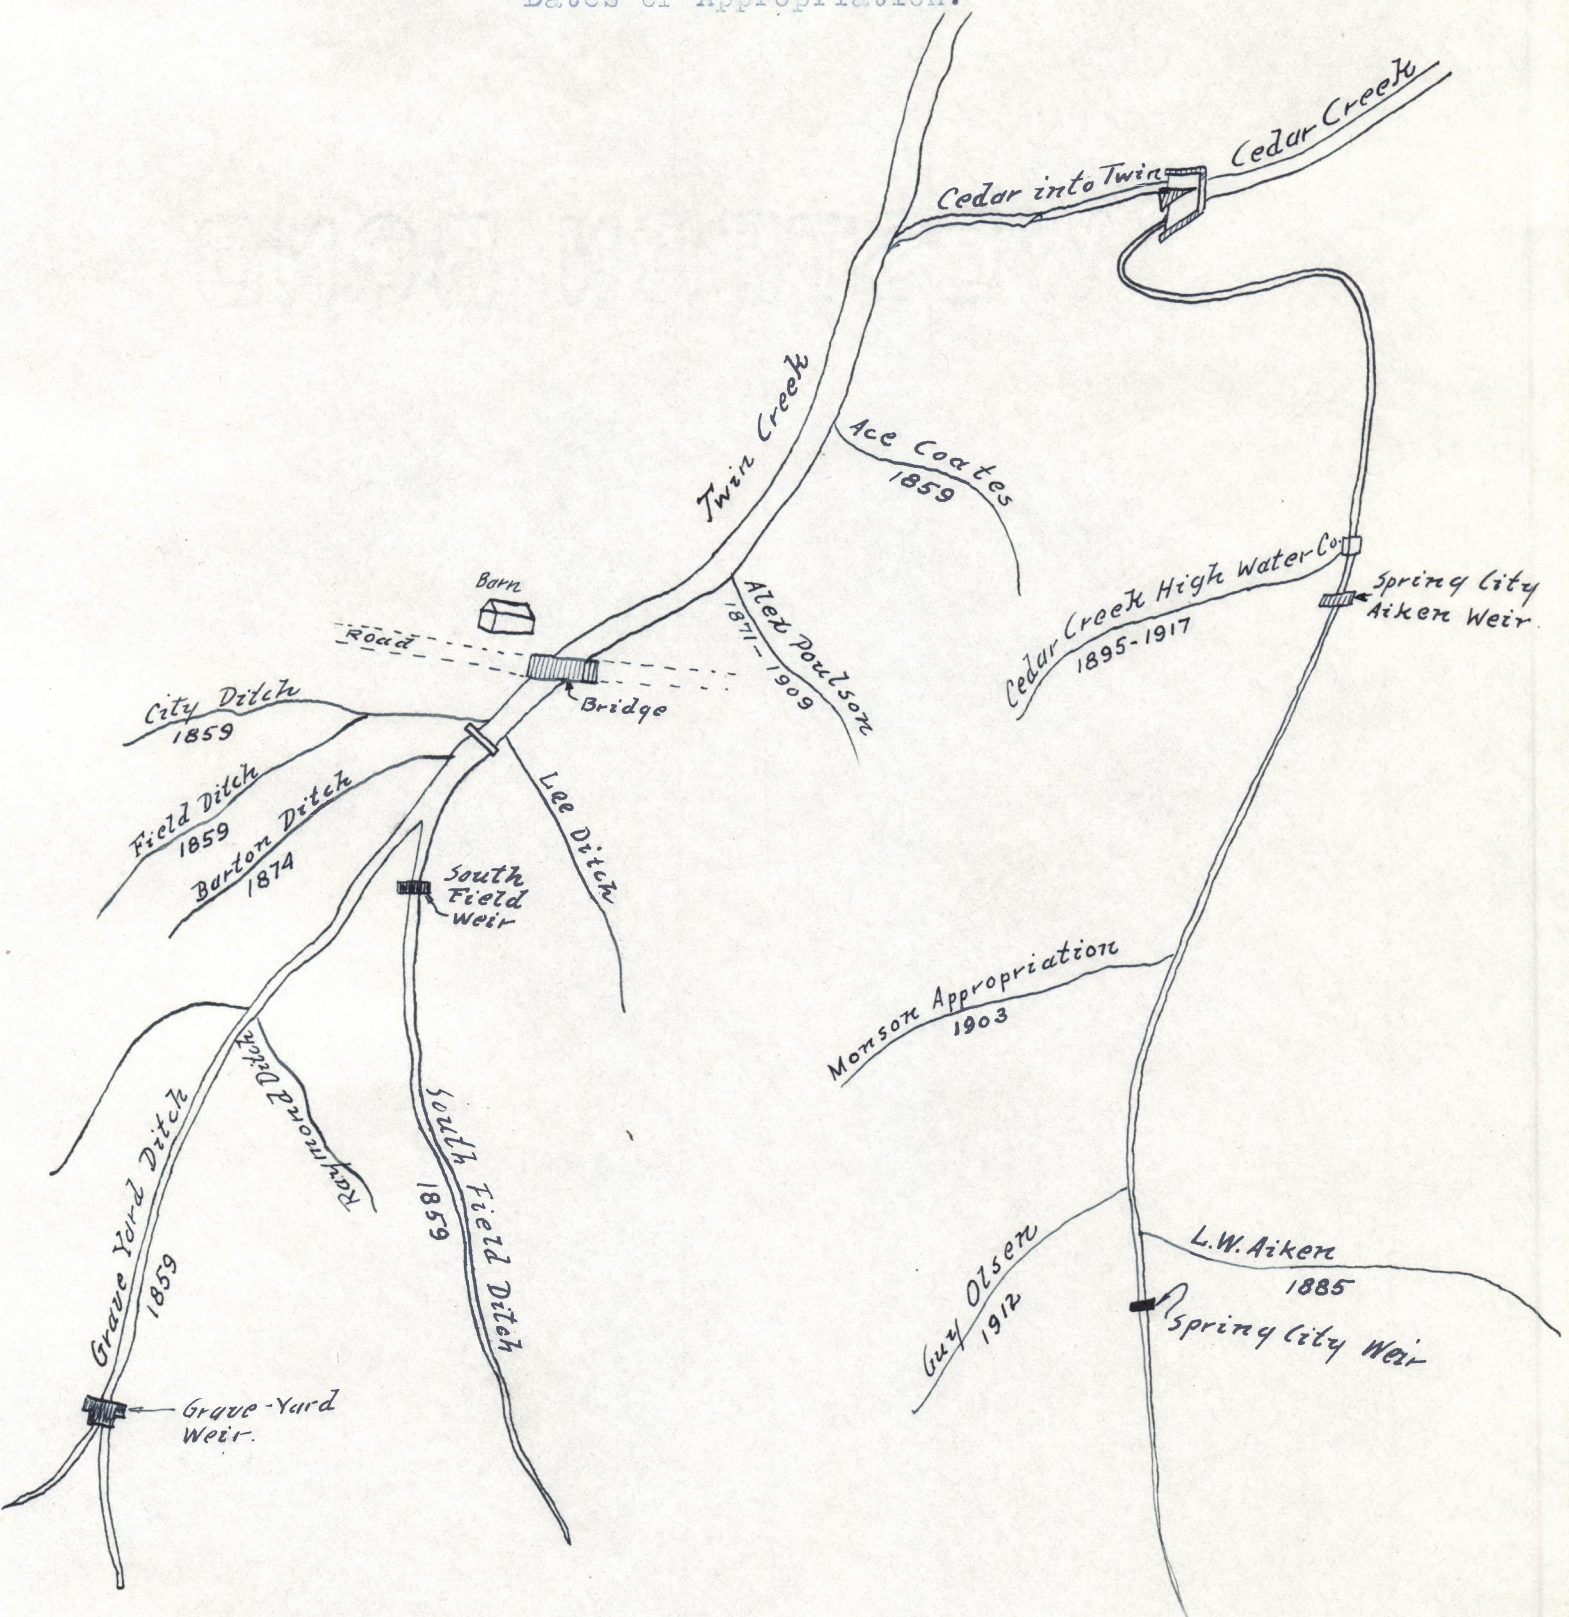 Dates of Appropriation.
Cedar Creek
Cedar into Twin
Twin Creek
Ace Coates
1859
Cedar Creek High Water Co.
1895-1917
Spring City
Aiken Weir
Barn
Road
Alex Poulson
1871-1909
Bridge
City Ditch
1859
Field Ditch
1859
Barton Ditch
1874
Lee Ditch
South
Field
Weir
Monson Appropriation
1903
Raymond Ditch
Grave Yard Ditch
1859
South Field Ditch
1859
Guy Olsen
1912
L.W. Aiken
1885
Spring City Weir
Grave-Yard
Weir.